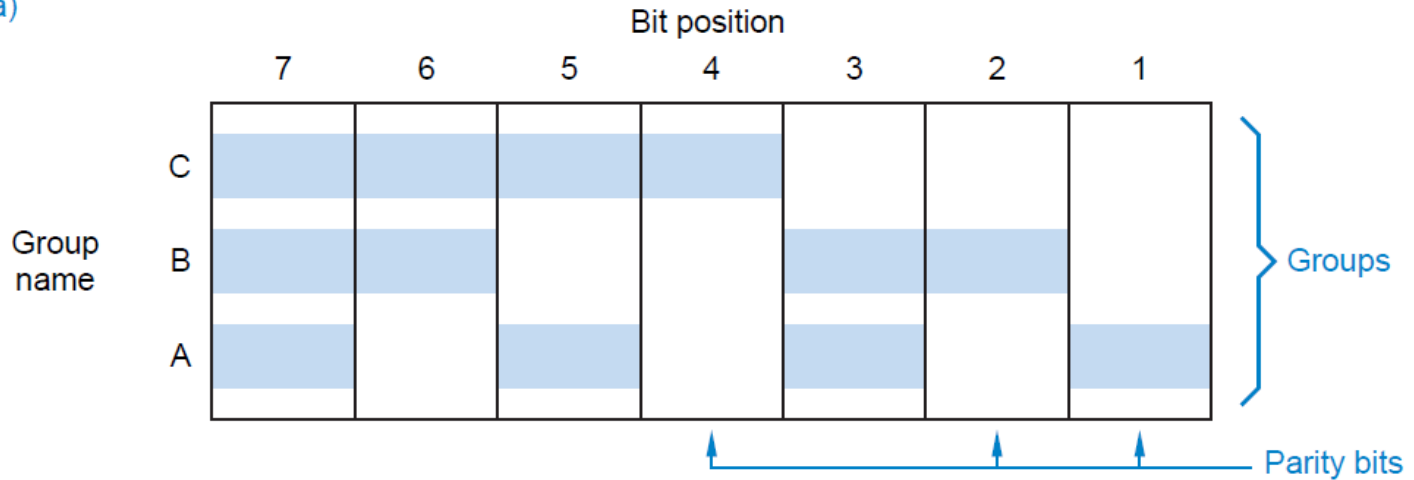 a)
Bit position
7 6 5 4 3 2 1
C
Group
name
B
Groups
A
Parity bits